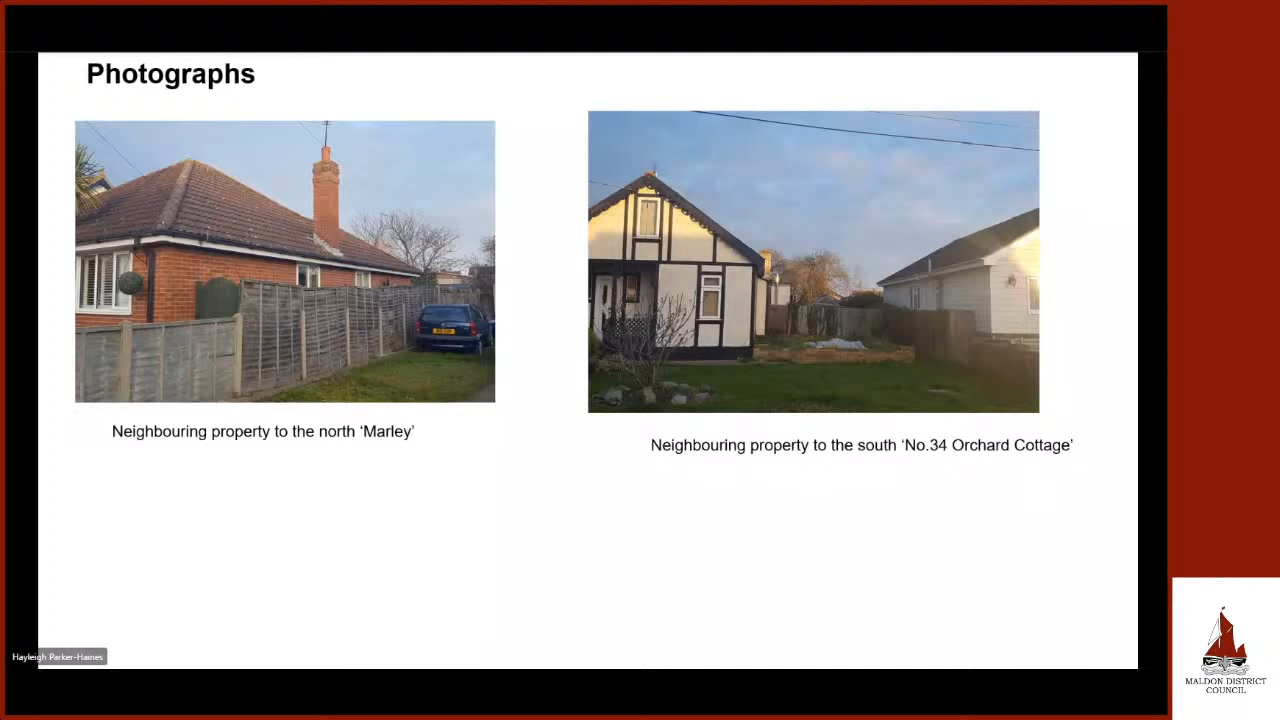 Photographs
Neighbouring property to the north ‘Marley’
Neighbouring property to the south ‘No.34 Orchard Cottage’
Hayleigh Parker-Haines
MALDON DISTRICT
COUNCIL